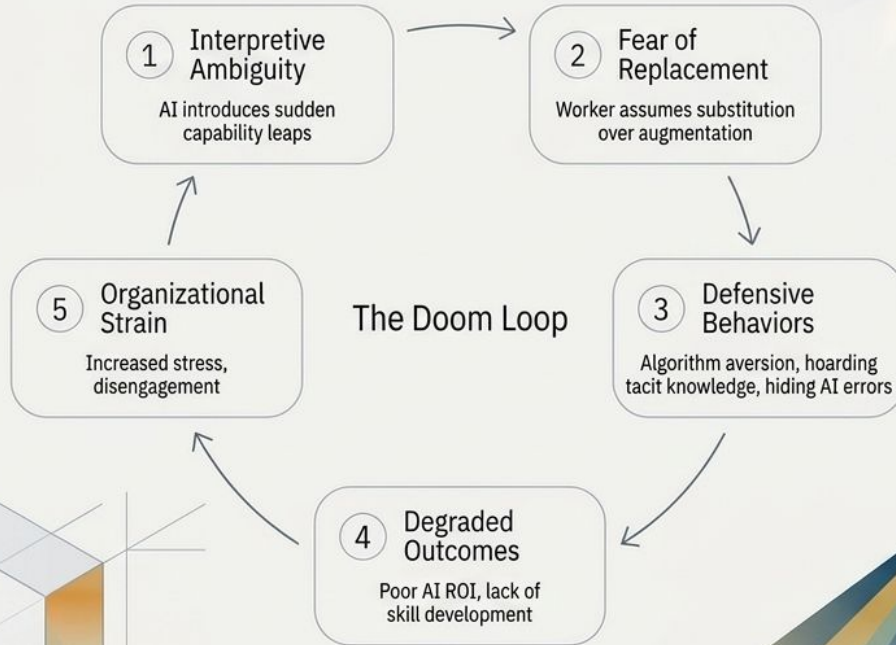 1
Interpretive
Ambiguity
AI introduces sudden
capability leaps
2
Fear of
Replacement
Worker assumes substitution
over augmentation
3
Defensive
Behaviors
Algorithm aversion, hoarding
tacit knowledge, hiding AI errors
4
Degraded
Outcomes
Poor AI ROI, lack of
skill development
5
Organizational
Strain
Increased stress,
disengagement
The Doom Loop